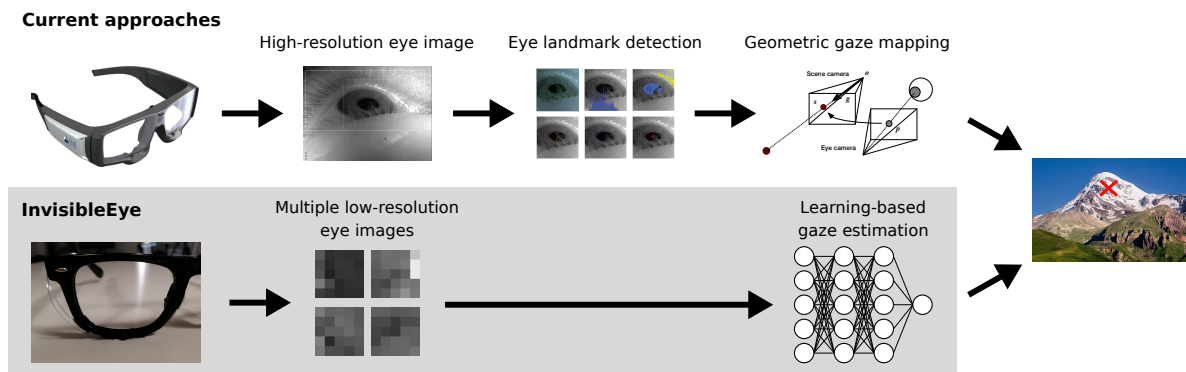 Current approaches
High-resolution eye image
Eye landmark detection
Geometric gaze mapping
Scene camera
o
s
g
p
Eye camera
InvisibleEye
Multiple low-resolution
eye images
Learning-based
gaze estimation